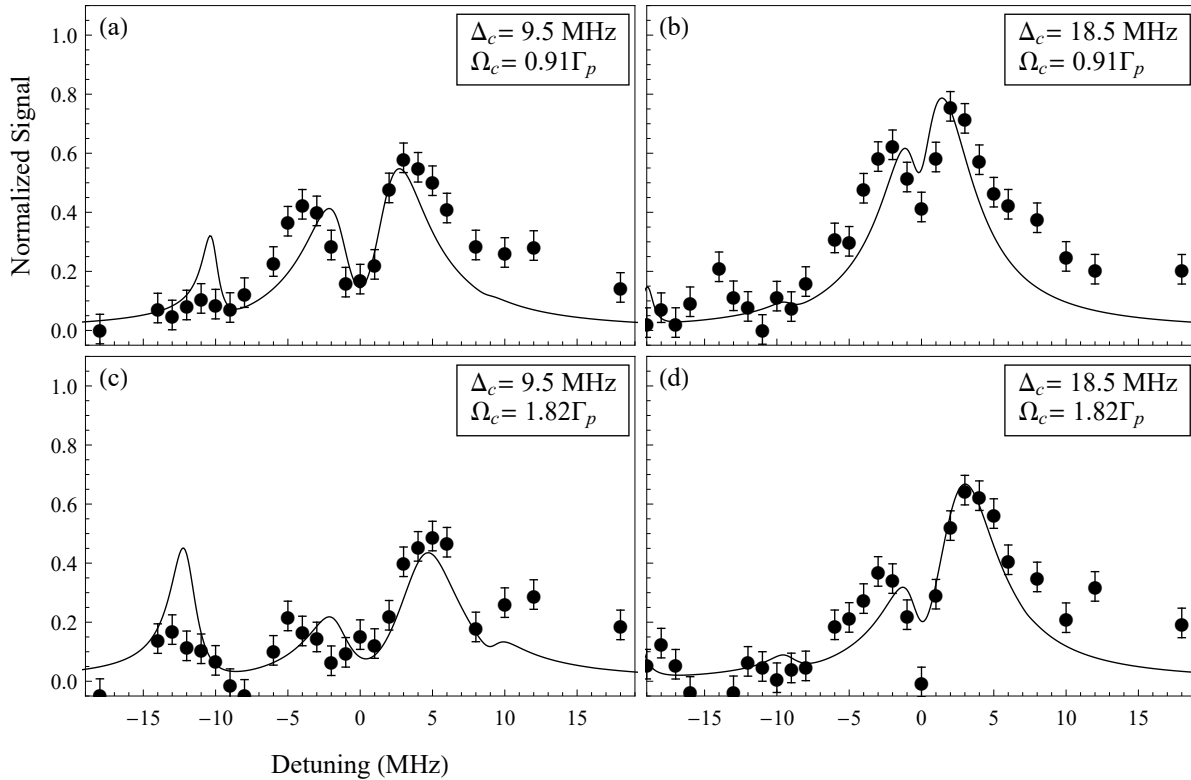 (a)
Δc = 9.5 MHz
Ωc = 0.91Γp
(b)
Δc = 18.5 MHz
Ωc = 0.91Γp
1.0
0.8
0.6
0.4
0.2
0.0
Normalized Signal
(c)
Δc = 9.5 MHz
Ωc = 1.82Γp
(d)
Δc = 18.5 MHz
Ωc = 1.82Γp
1.0
0.8
0.6
0.4
0.2
0.0
−15 −10 −5 0 5 10 15
−15 −10 −5 0 5 10 15
Detuning (MHz)